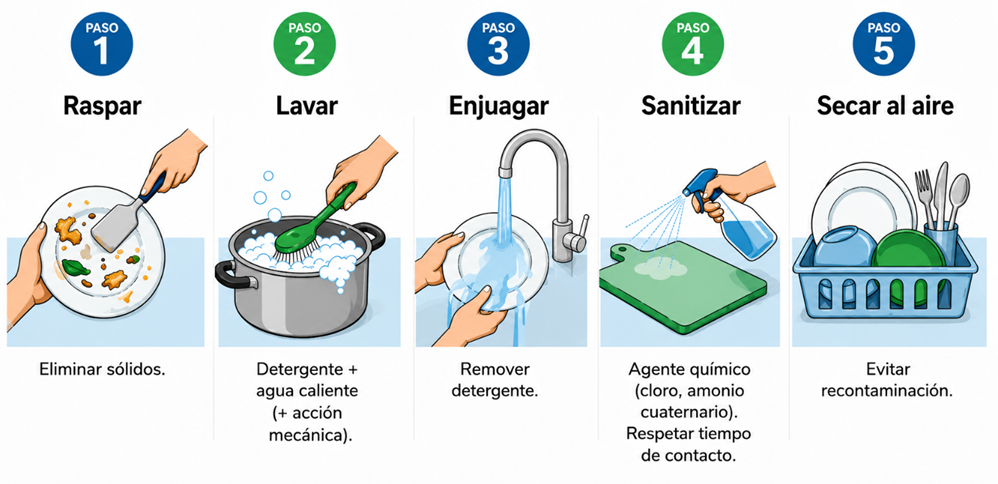 PASO
1
Raspar
Eliminar sólidos.
PASO
2
Lavar
Detergente +
agua caliente
(+ acción
mecánica).
PASO
3
Enjuagar
Remover
detergente.
PASO
4
Sanitizar
Agente químico
(cloro, amonio
cuaternario).
Respetar tiempo
de contacto.
PASO
5
Secar al aire
Evitar
recontaminación.